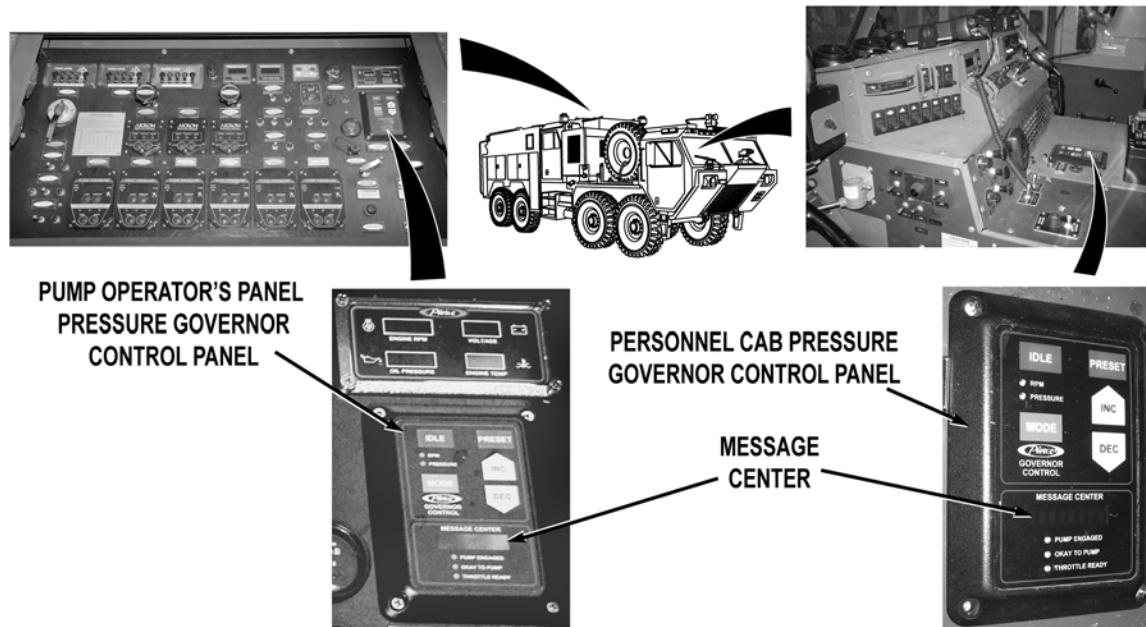 PUMP OPERATOR'S PANEL
PRESSURE GOVERNOR
CONTROL PANEL
Pierce
ENGINE RPM
VOLTAGE
OIL PRESSURE
ENGINE TEMP
IDLE
PRESET
RPM
PRESSURE
INC
MODE
DEC
Pierce
GOVERNOR
CONTROL
MESSAGE CENTER
PUMP ENGAGED
OKAY TO PUMP
THROTTLE READY
PERSONNEL CAB PRESSURE
GOVERNOR CONTROL PANEL
MESSAGE
CENTER
IDLE
PRESET
RPM
PRESSURE
INC
MODE
DEC
Pierce
GOVERNOR
CONTROL
MESSAGE CENTER
PUMP ENGAGED
OKAY TO PUMP
THROTTLE READY